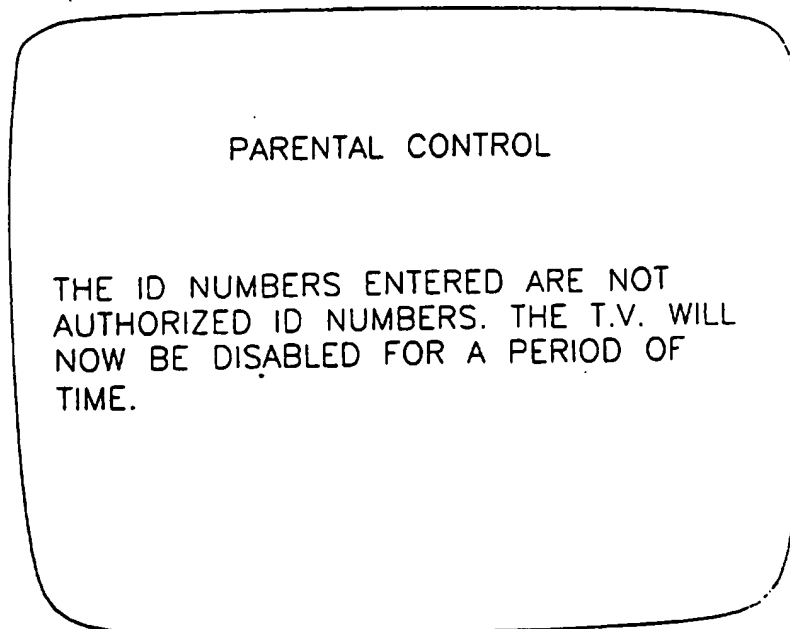 PARENTAL CONTROL
THE ID NUMBERS ENTERED ARE NOT
AUTHORIZED ID NUMBERS. THE T.V. WILL
NOW BE DISABLED FOR A PERIOD OF
TIME.